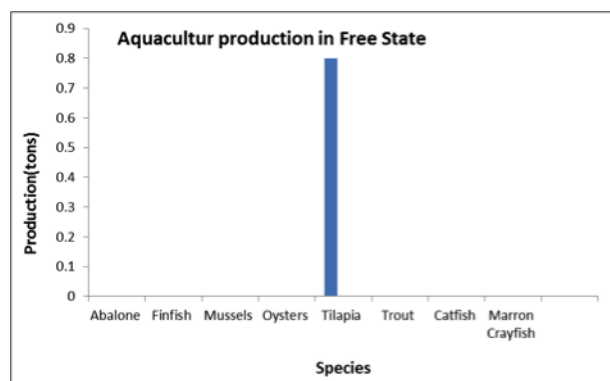 Aquacultur production in Free State
Production(tons)
0.9
0.8
0.7
0.6
0.5
0.4
0.3
0.2
0.1
0
Abalone Finfish Mussels Oysters Tilapia Trout Catfish Marron
Crayfish
Species